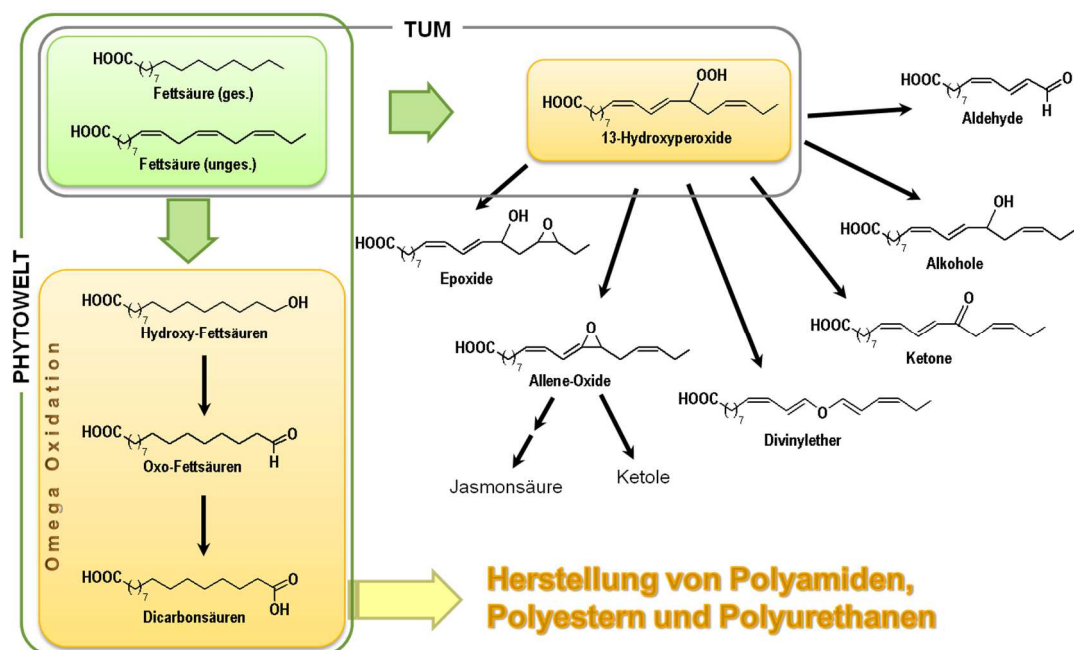 TUM
HOOC
7
Fettsäure (ges.)
HOOC
7
Fettsäure (unges.)
OOH
HOOC
7
13-Hydroxyperoxide
HOOC
7
O
H
Aldehyde
OH
O
HOOC
7
Epoxide
OH
HOOC
7
Alkohole
O
HOOC
7
Ketone
O
HOOC
7
Allene-Oxide
HOOC
7
O
Divinylether
Jasmonsäure
Ketole
PHYTOWELT
Omega Oxidation
HOOC
7
OH
Hydroxy-Fettsäuren
HOOC
7
O
H
Oxo-Fettsäuren
HOOC
7
O
OH
Dicarbonsäuren
Herstellung von Polyamiden,
Polyestern und Polyurethanen